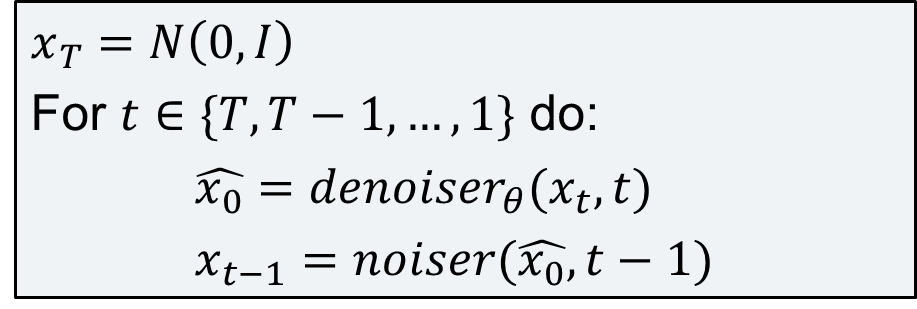 x_T = N(0, I)
For t ∈ {T, T − 1, … , 1} do:
x̂_0 = denoiser_θ(x_t, t)
x_{t−1} = noiser(x̂_0, t − 1)